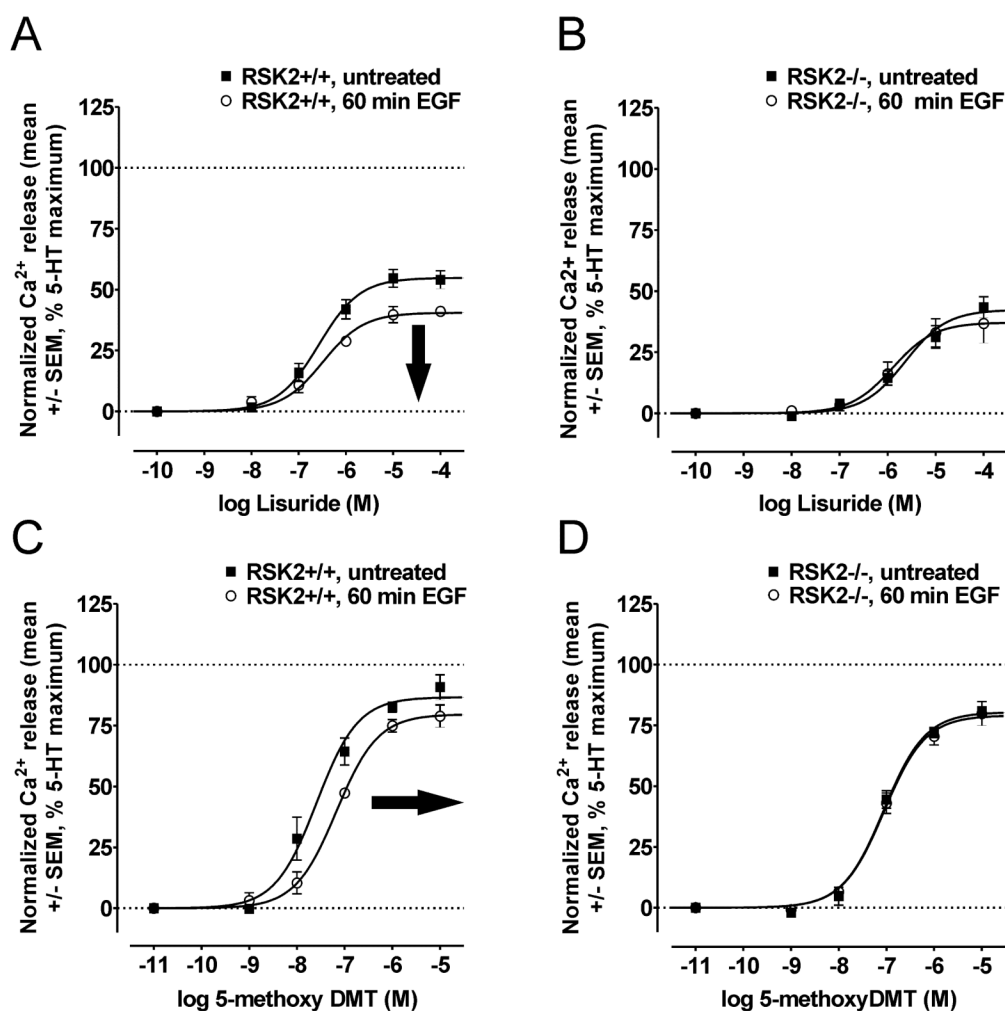 A
RSK2+/+, untreated
RSK2+/+, 60 min EGF
Normalized Ca²⁺ release (mean
+/- SEM, % 5-HT maximum)
125
100
75
50
25
0
-10 -9 -8 -7 -6 -5 -4
log Lisuride (M)
B
RSK2-/-, untreated
RSK2-/-, 60 min EGF
Normalized Ca2+ release (mean
+/- SEM, % 5-HT maximum)
125
100
75
50
25
0
-10 -9 -8 -7 -6 -5 -4
log Lisuride (M)
C
RSK2+/+, untreated
RSK2+/+, 60 min EGF
Normalized Ca²⁺ release (mean
+/- SEM, % 5-HT maximum)
125
100
75
50
25
0
-11 -10 -9 -8 -7 -6 -5
log 5-methoxy DMT (M)
D
RSK2-/-, untreated
RSK2-/-, 60 min EGF
Normalized Ca²⁺ release (mean
+/- SEM, % 5-HT maximum)
125
100
75
50
25
0
-11 -10 -9 -8 -7 -6 -5
log 5-methoxyDMT (M)